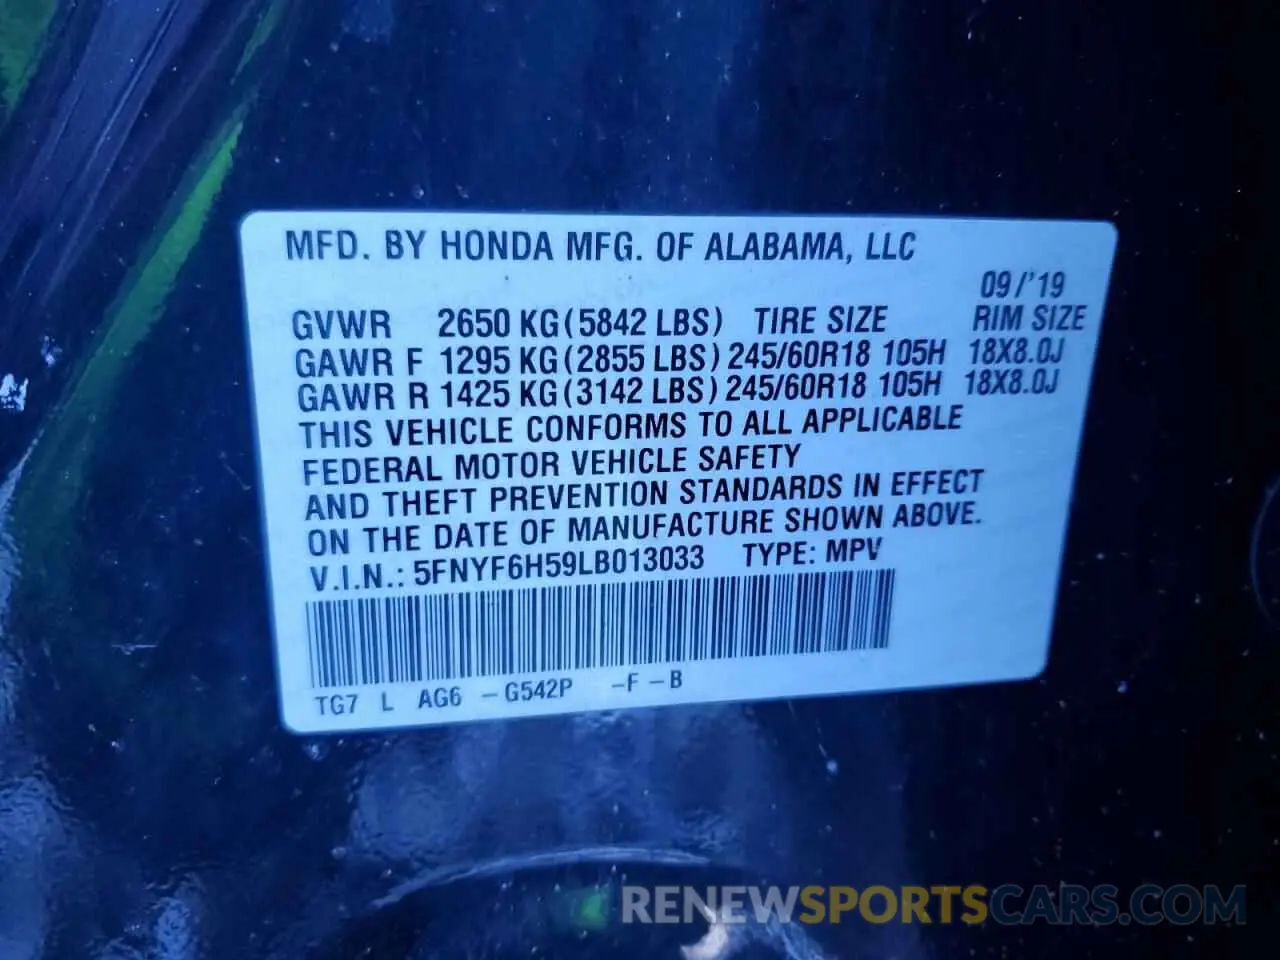 MFD. BY HONDA MFG. OF ALABAMA, LLC
09/'19
GVWR 2650 KG (5842 LBS) TIRE SIZE RIM SIZE
GAWR F 1295 KG (2855 LBS) 245/60R18 105H 18X8.0J
GAWR R 1425 KG (3142 LBS) 245/60R18 105H 18X8.0J
THIS VEHICLE CONFORMS TO ALL APPLICABLE
FEDERAL MOTOR VEHICLE SAFETY
AND THEFT PREVENTION STANDARDS IN EFFECT
ON THE DATE OF MANUFACTURE SHOWN ABOVE.
V.I.N.: 5FNYF6H59LB013033 TYPE: MPV
TG7 L AG6 - G542P - F - B
RENEWSPORTSCARS.COM